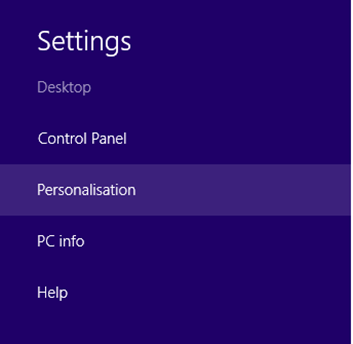 Settings
Desktop
Control Panel
Personalisation
PC info
Help